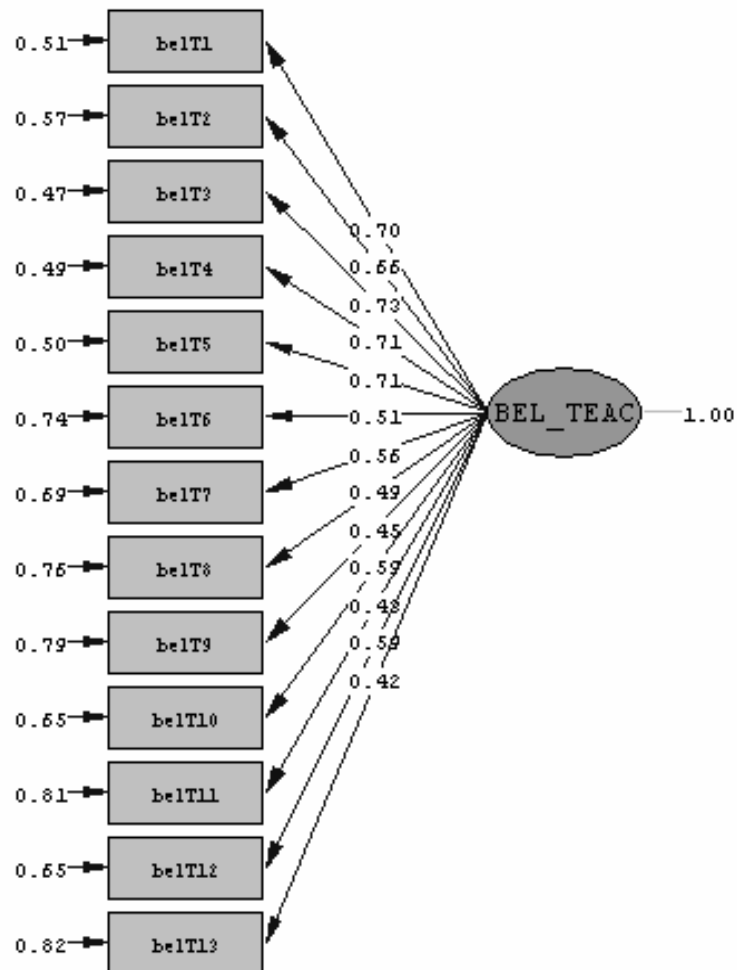 0.51 belT1
0.57 belT2
0.47 belT3
0.70
0.49 belT4
0.66
0.73
0.50 belT5
0.71
0.71
0.74 belT6
0.51
BEL_TEAC
1.00
0.56
0.69 belT7
0.49
0.45
0.76 belT8
0.59
0.43
0.79 belT9
0.59
0.42
0.65 belT10
0.81 belT11
0.65 belT12
0.82 belT13